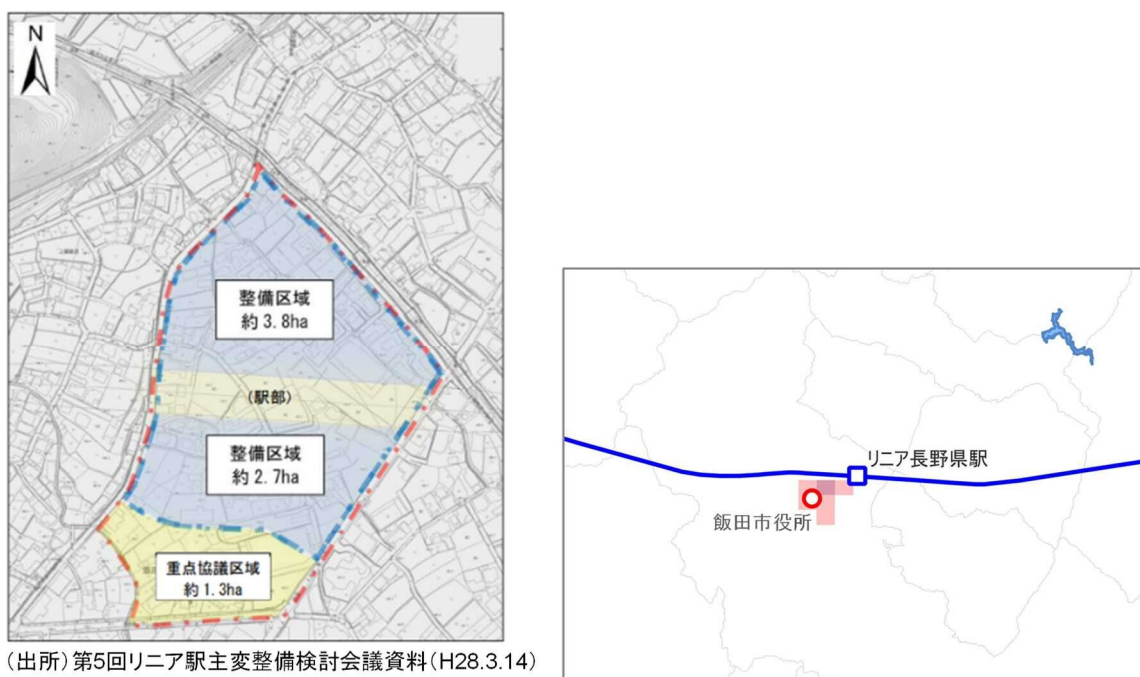 N
整備区域
約 3.8ha
(駅部)
整備区域
約 2.7ha
重点協議区域
約 1.3ha
(出所)第5回リニア駅主変整備検討会議資料(H28.3.14)
リニア長野県駅
飯田市役所